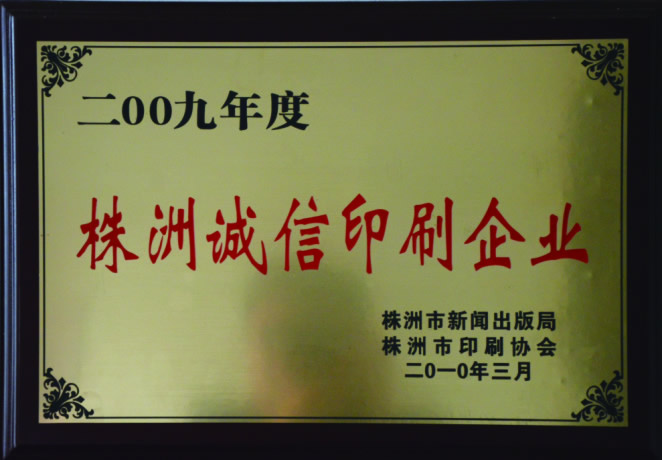 二00九年度
株洲诚信印刷企业
株洲市新闻出版局
株洲市印刷协会
二0一0年三月